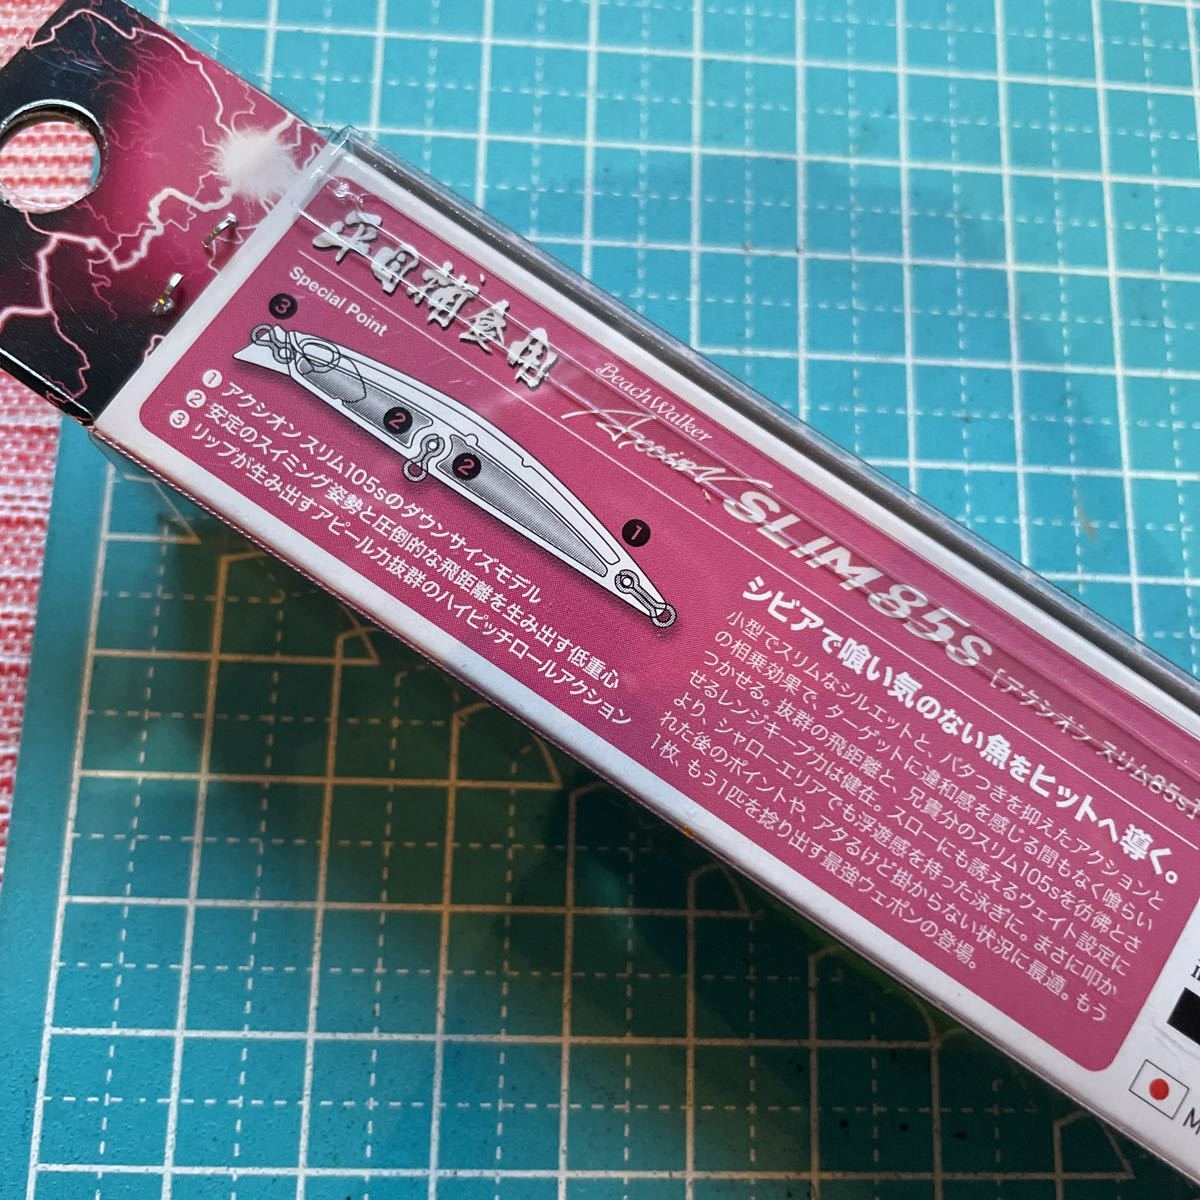 平目捕参用
Beach Walker
Axcion SLIM 85S [アクシオン スリム85s]
Special Point
③
②
②
①
① アクシオンスリム105sのダウンサイズモデル
② 安定のスイミング姿勢と圧倒的な飛距離を生み出す低重心
③ リップが生み出すアピール力抜群のハイピッチロールアクション
シビアで喰い気のない魚をヒットへ導く。
小型でスリムなシルエットと、バタつきを抑えたアクションと
の相乗効果で、ターゲットに違和感を感じる間もなく喰らい
つかせる。抜群の飛距離と、兄貴分のスリム105sを彷彿とさ
せるレンジキープ力は健在。スローにも誘えるウェイト設定に
より、シャローエリアでも浮遊感を持った泳ぎに。まさに叩か
れた後のポイントや、アタるけど掛からない状況に最適。もう
1枚、もう1匹を捻り出す最強ウェポンの登場。
M